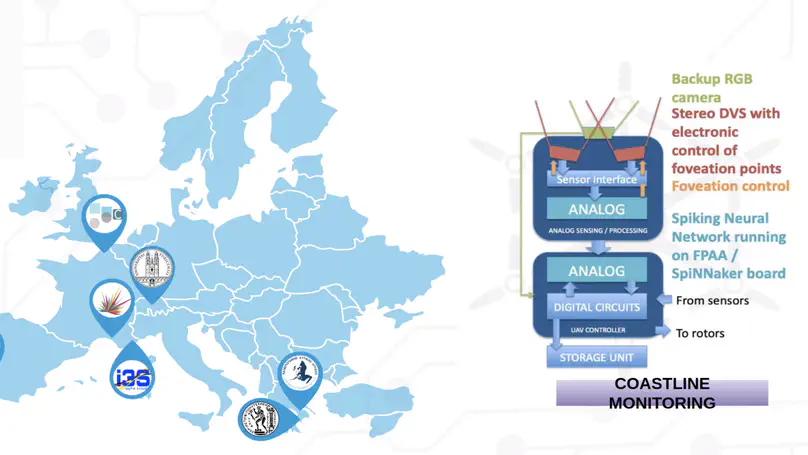 Backup RGB
camera
Stereo DVS with
electronic
control of
foveation points
Foveation control
Sensor interface
ANALOG
ANALOG SENSING / PROCESSING
Spiking Neural
Network running
on FPAA /
SpiNNaker board
ANALOG
DIGITAL CIRCUITS
UAV CONTROLLER
From sensors
To rotors
STORAGE UNIT
COASTLINE
MONITORING
C
i3S